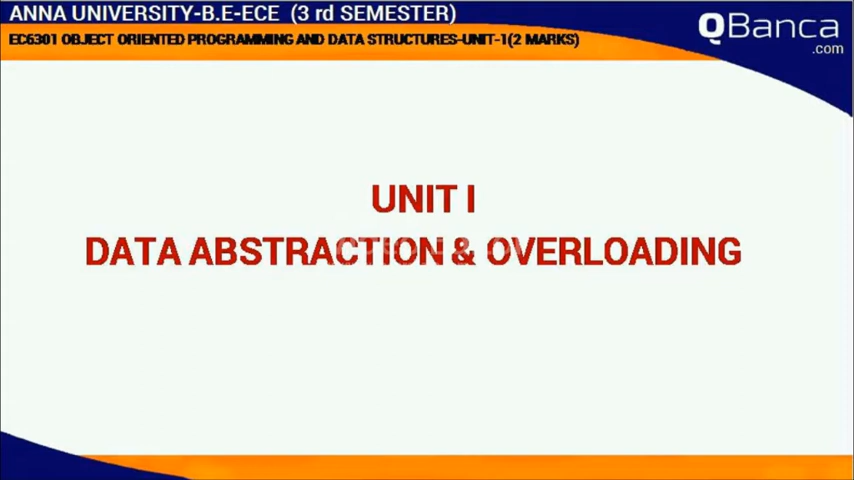 ANNA UNIVERSITY-B.E-ECE (3 rd SEMESTER)
EC6301 OBJECT ORIENTED PROGRAMMING AND DATA STRUCTURES-UNIT-1(2 MARKS)
QBanca
.com
UNIT I
DATA ABSTRACTION & OVERLOADING